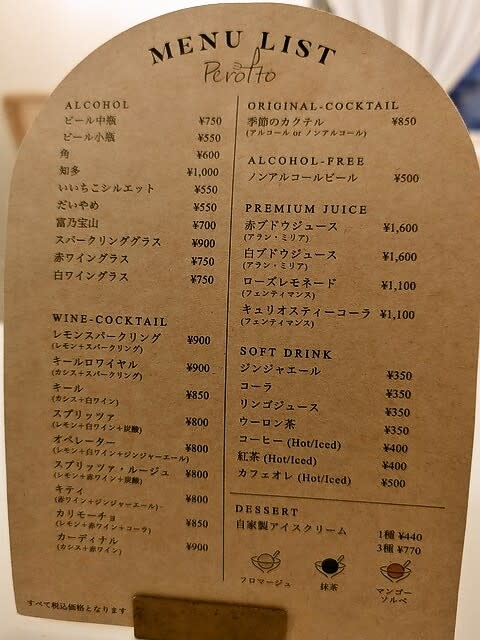 MENU LIST
Perotto
ALCOHOL
ビール中瓶 ¥750
ビール小瓶 ¥550
角 ¥600
知多 ¥1,000
いいちこシルエット ¥550
だいやめ ¥550
富乃宝山 ¥700
スパークリンググラス ¥900
赤ワイングラス ¥750
白ワイングラス ¥750
WINE-COCKTAIL
レモンスパークリング ¥900
(レモン+スパークリング)
キールロワイヤル ¥900
(カシス+スパークリング)
キール ¥850
(カシス+白ワイン)
スプリッツァ ¥800
(レモン+白ワイン+炭酸)
オペレーター ¥800
(レモン+白ワイン+ジンジャーエール)
スプリッツァ・ルージュ ¥800
(レモン+赤ワイン+炭酸)
キティ ¥800
(赤ワイン+ジンジャーエール)
カリモーチョ ¥850
(レモン+赤ワイン+コーラ)
カーディナル ¥900
(カシス+赤ワイン)
すべて税込価格となります
ORIGINAL-COCKTAIL
季節のカクテル ¥850
(アルコール or ノンアルコール)
ALCOHOL-FREE
ノンアルコールビール ¥500
PREMIUM JUICE
赤ブドウジュース ¥1,600
(アラン・ミリア)
白ブドウジュース ¥1,600
(アラン・ミリア)
ローズレモネード ¥1,100
(フェンティマンス)
キュリオスティーコーラ ¥1,100
(フェンティマンス)
SOFT DRINK
ジンジャエール ¥350
コーラ ¥350
リンゴジュース ¥350
ウーロン茶 ¥350
コーヒー (Hot/Iced) ¥400
紅茶 (Hot/Iced) ¥400
カフェオレ (Hot/Iced) ¥500
DESSERT
自家製アイスクリーム 1種 ¥440
3種 ¥770
フロマージュ 抹茶 マンゴー
ソルベ